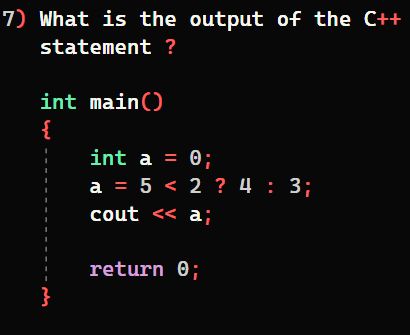 7) What is the output of the C++
statement ?
int main()
{
int a = 0;
a = 5 < 2 ? 4 : 3;
cout << a;
return 0;
}